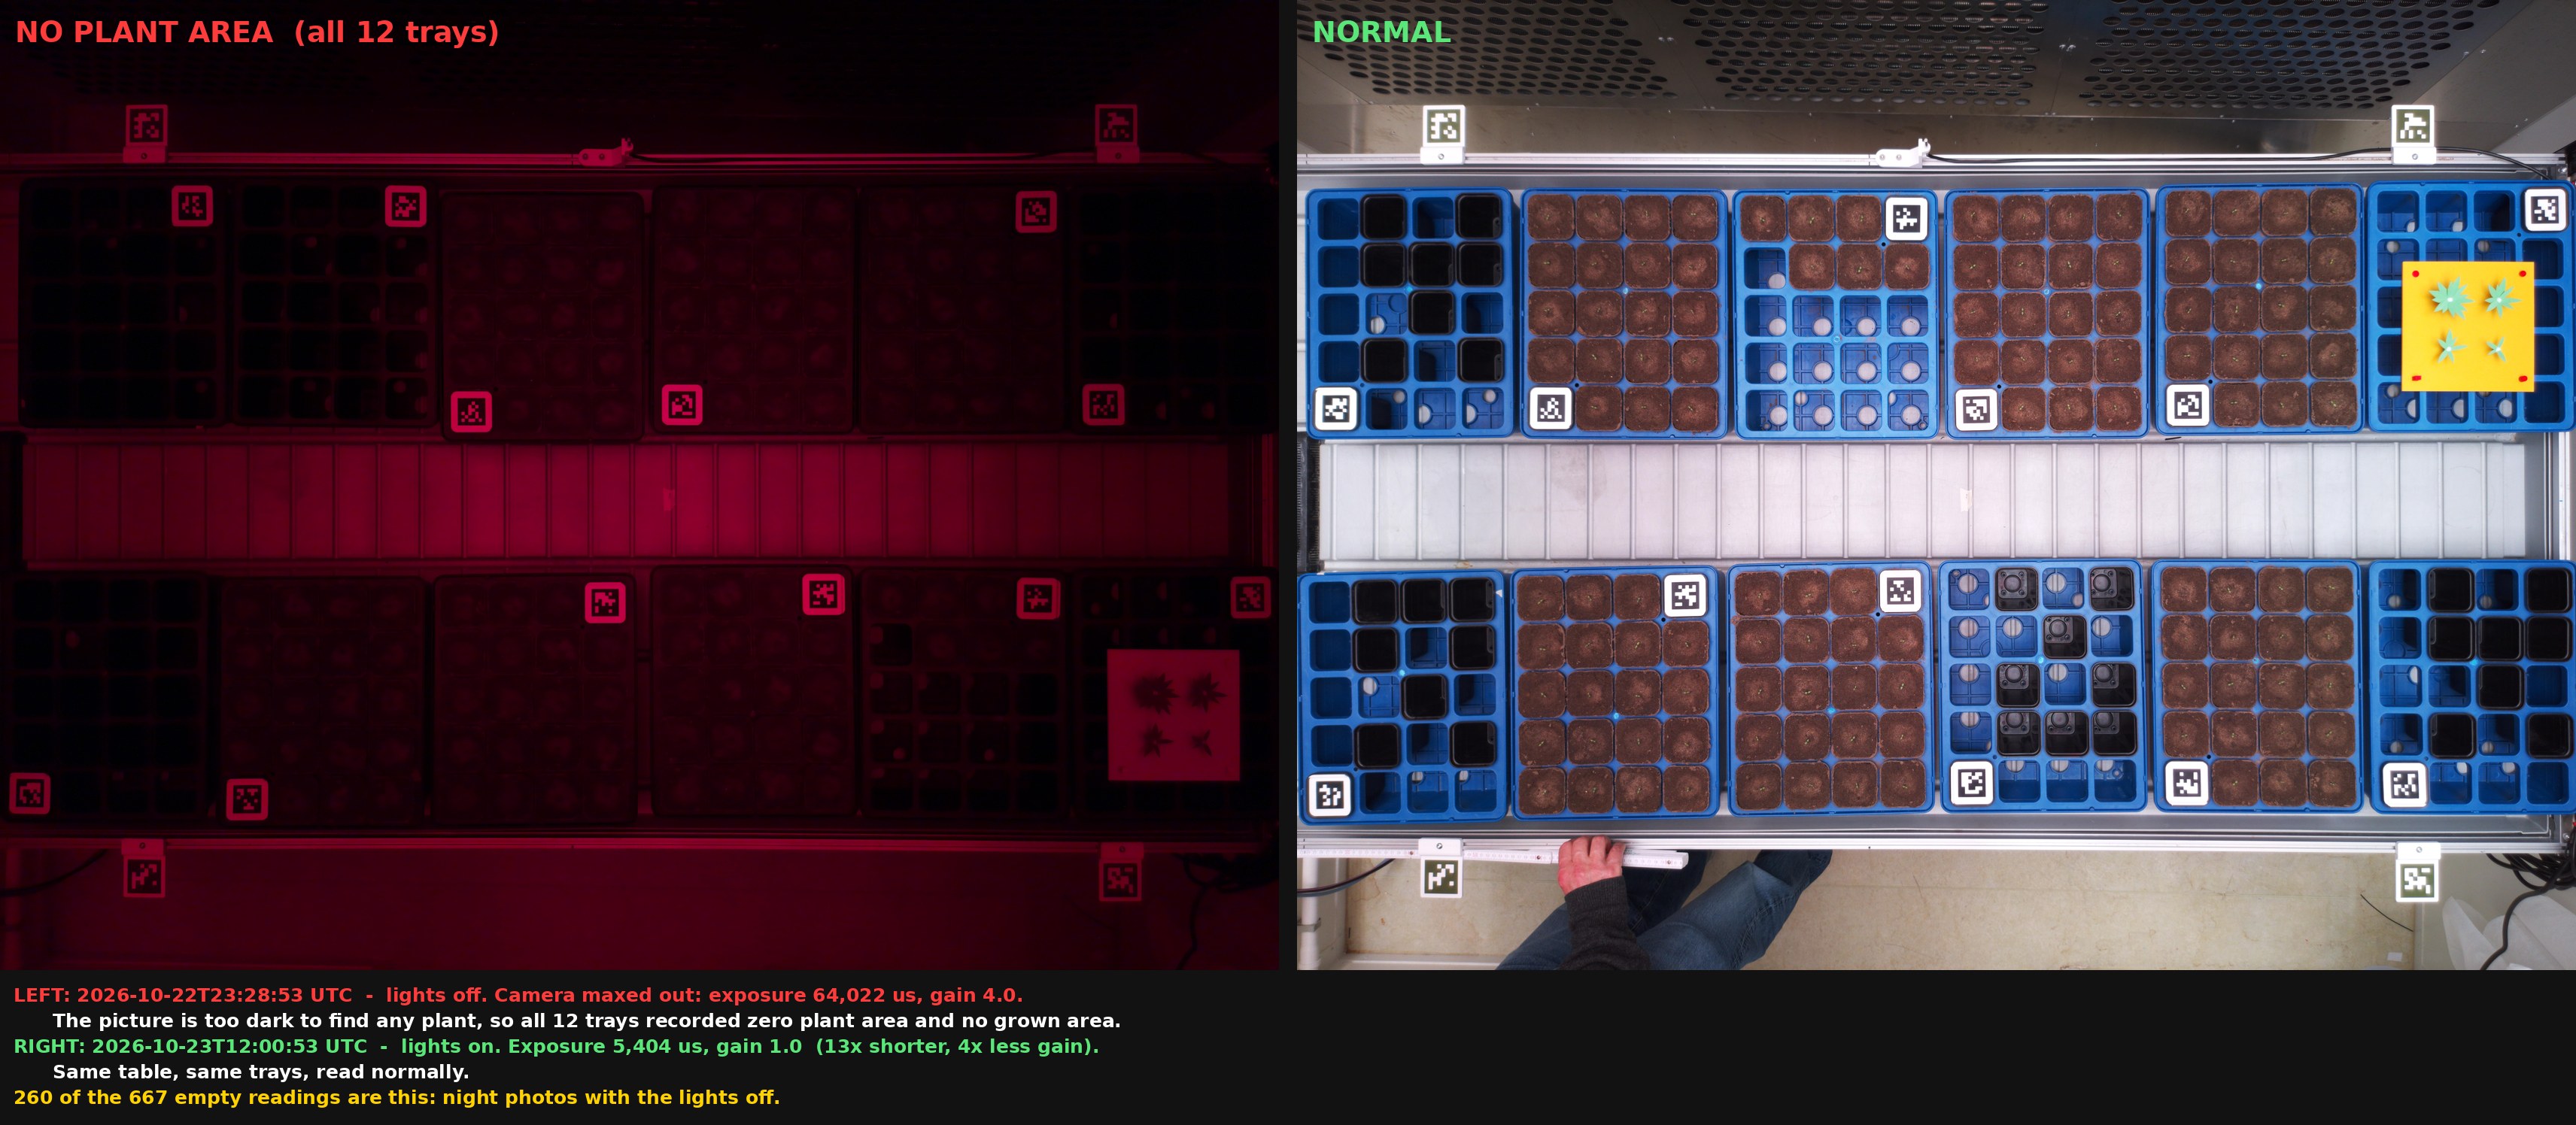 NO PLANT AREA  (all 12 trays)
NORMAL
LEFT: 2026-10-22T23:28:53 UTC  -  lights off. Camera maxed out: exposure 64,022 us, gain 4.0.
The picture is too dark to find any plant, so all 12 trays recorded zero plant area and no grown area.
RIGHT: 2026-10-23T12:00:53 UTC  -  lights on. Exposure 5,404 us, gain 1.0  (13x shorter, 4x less gain).
Same table, same trays, read normally.
260 of the 667 empty readings are this: night photos with the lights off.